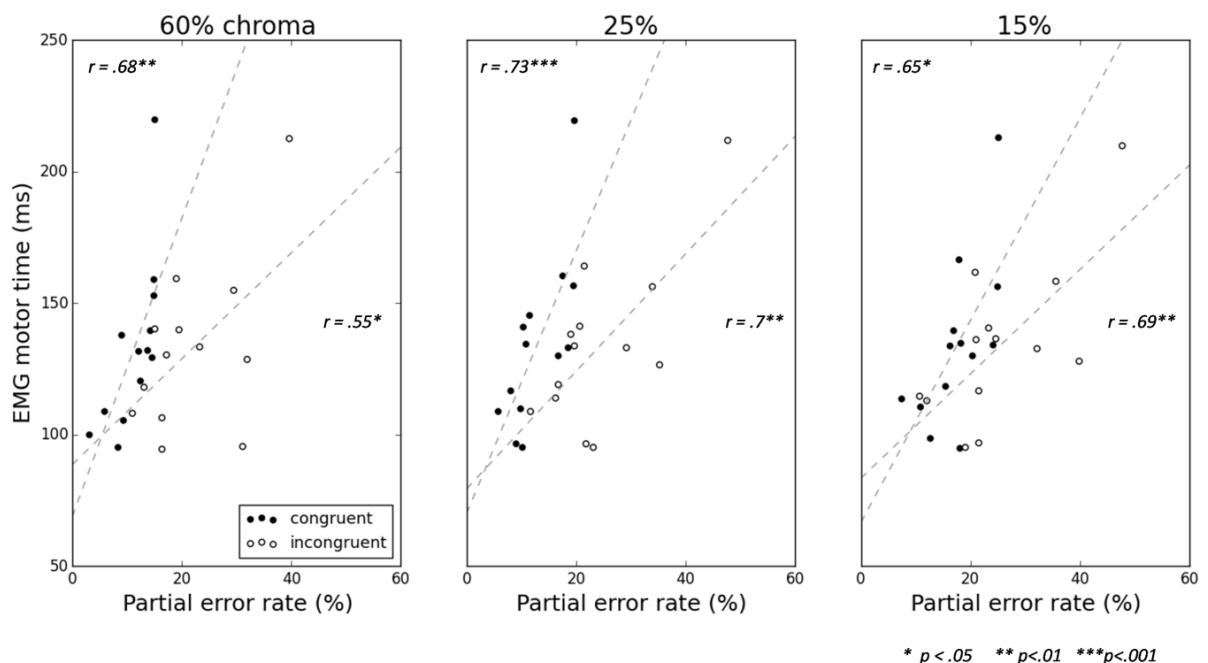 60% chroma
25%
15%
250
200
150
100
50
EMG motor time (ms)
r = .68**
r = .55*
congruent
incongruent
0
20
40
60
Partial error rate (%)
r = .73***
r = .7**
0
20
40
60
Partial error rate (%)
r = .65*
r = .69**
0
20
40
60
Partial error rate (%)
* p < .05 ** p<.01 ***p<.001